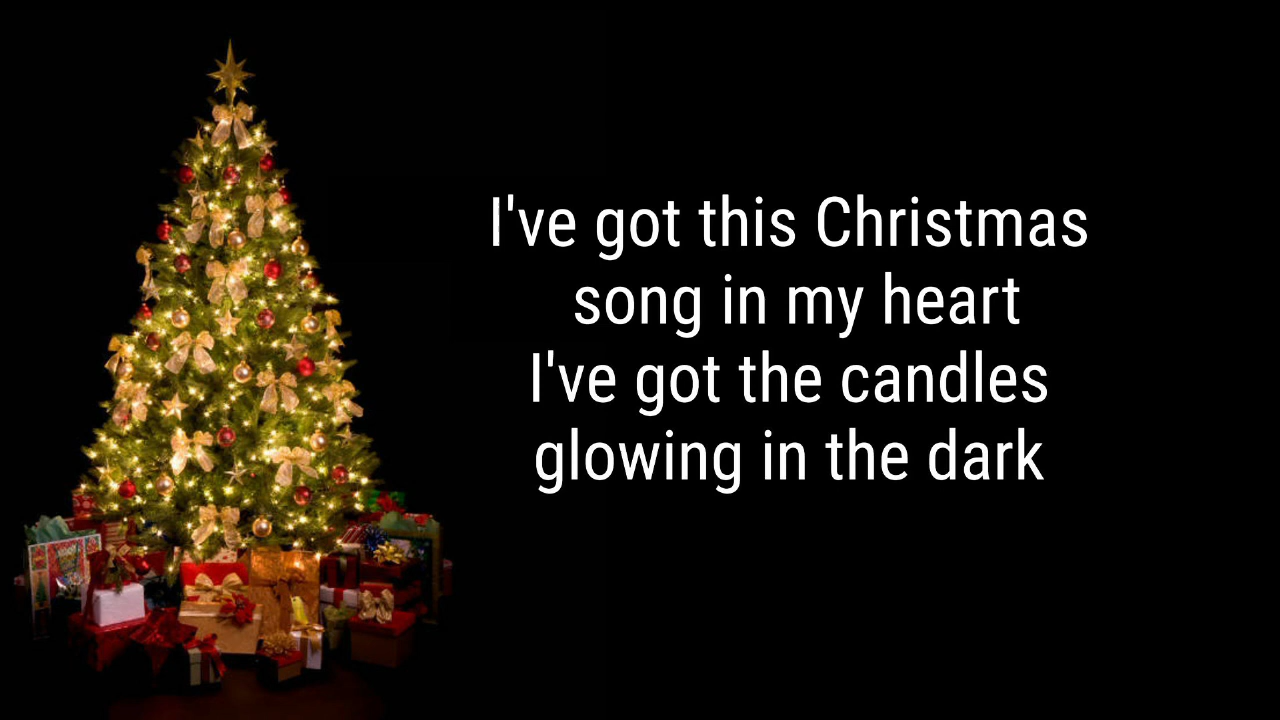 I've got this Christmas
song in my heart
I've got the candles
glowing in the dark